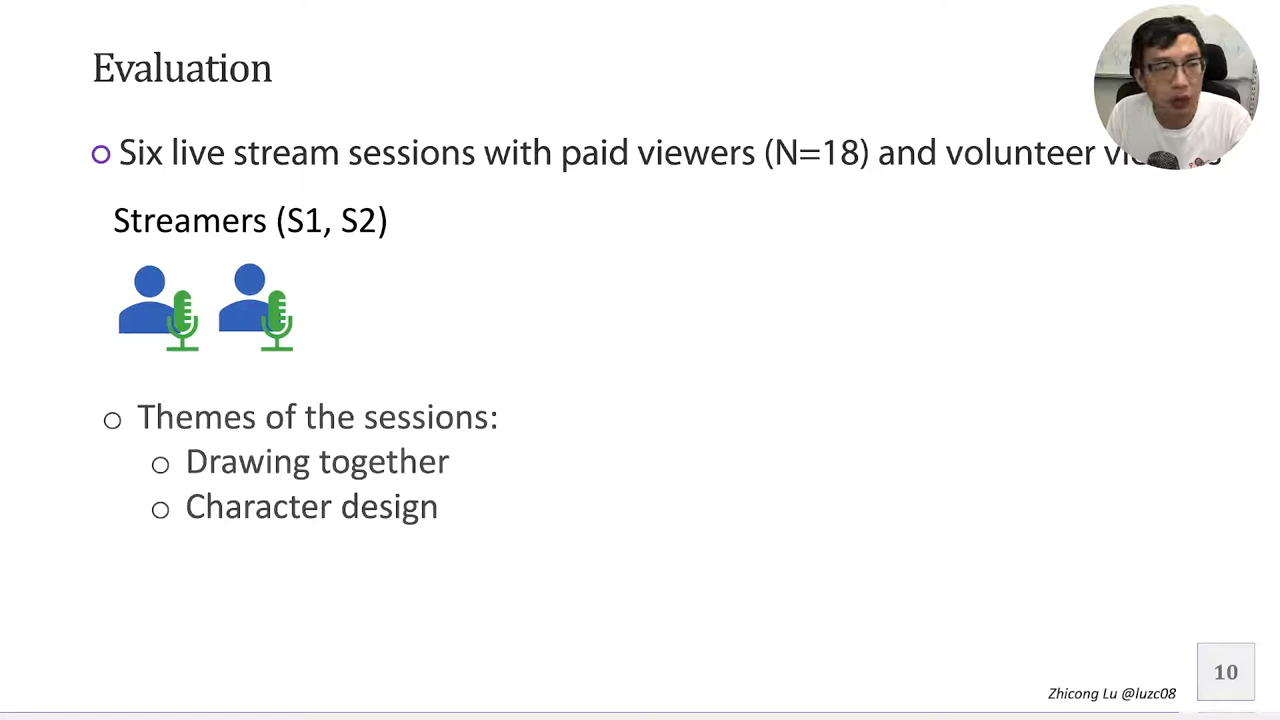 Evaluation
Six live stream sessions with paid viewers (N=18) and volunteer
Streamers (S1, S2)
Themes of the sessions:
Drawing together
Character design
10
Zhicong Lu @luzc08